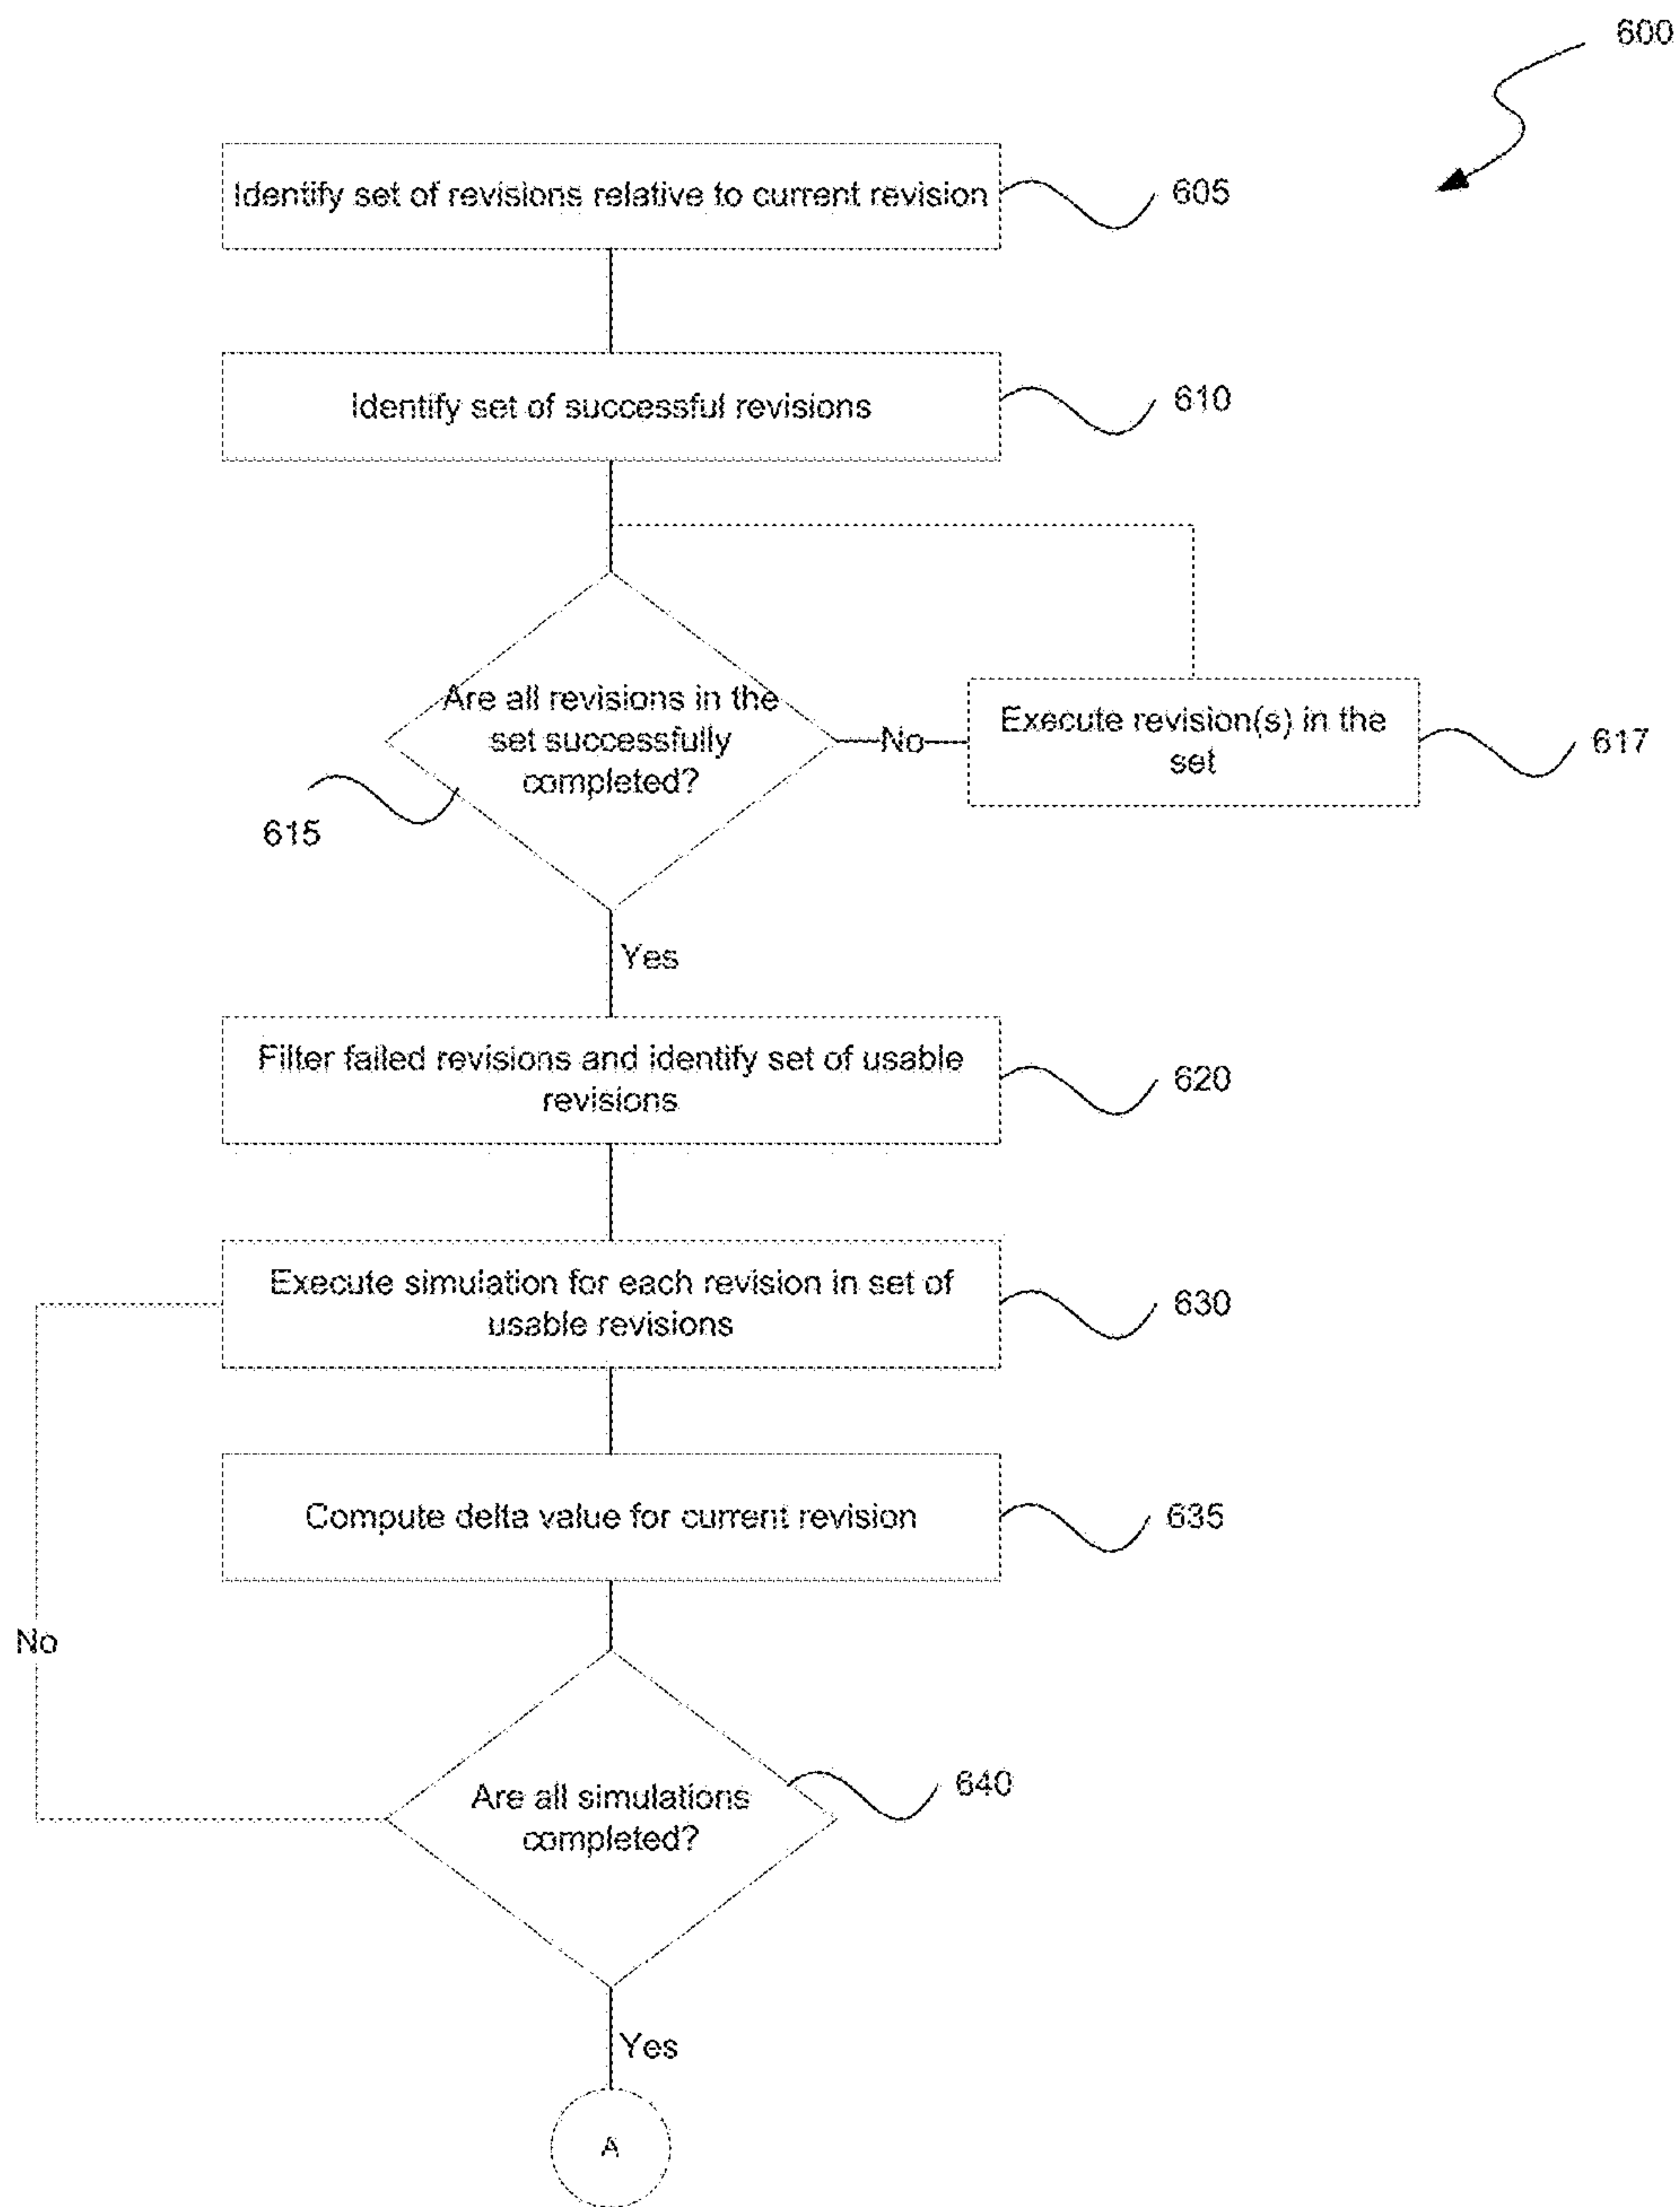 600
Identify set of revisions relative to current revision
605
Identify set of successful revisions
610
Are all revisions in the
set successfully
completed?
615
No
Execute revision(s) in the
set
617
Yes
Filter failed revisions and identify set of usable
revisions
620
Execute simulation for each revision in set of
usable revisions
630
Compute delta value for current revision
635
No
Are all simulations
completed?
640
Yes
A